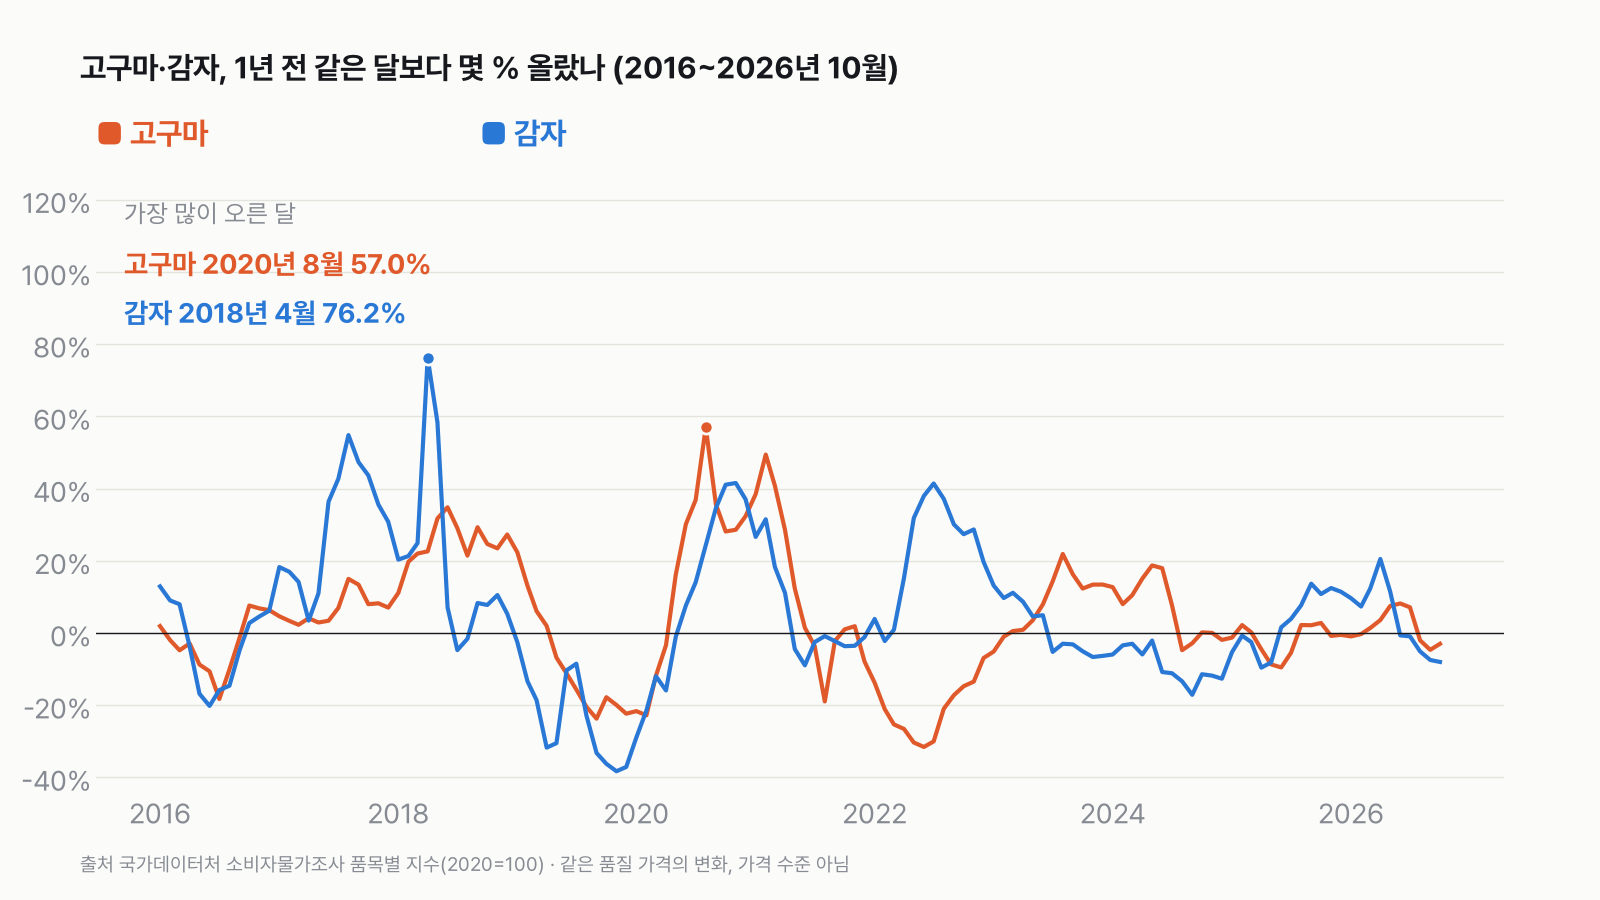 고구마·감자, 1년 전 같은 달보다 몇 % 올랐나 (2016~2026년 10월)
고구마 감자
120%
가장 많이 오른 달
고구마 2020년 8월 57.0%
100%
감자 2018년 4월 76.2%
80%
60%
40%
20%
0%
-20%
-40%
2016 2018 2020 2022 2024 2026
출처 국가데이터처 소비자물가조사 품목별 지수(2020=100) · 같은 품질 가격의 변화, 가격 수준 아님